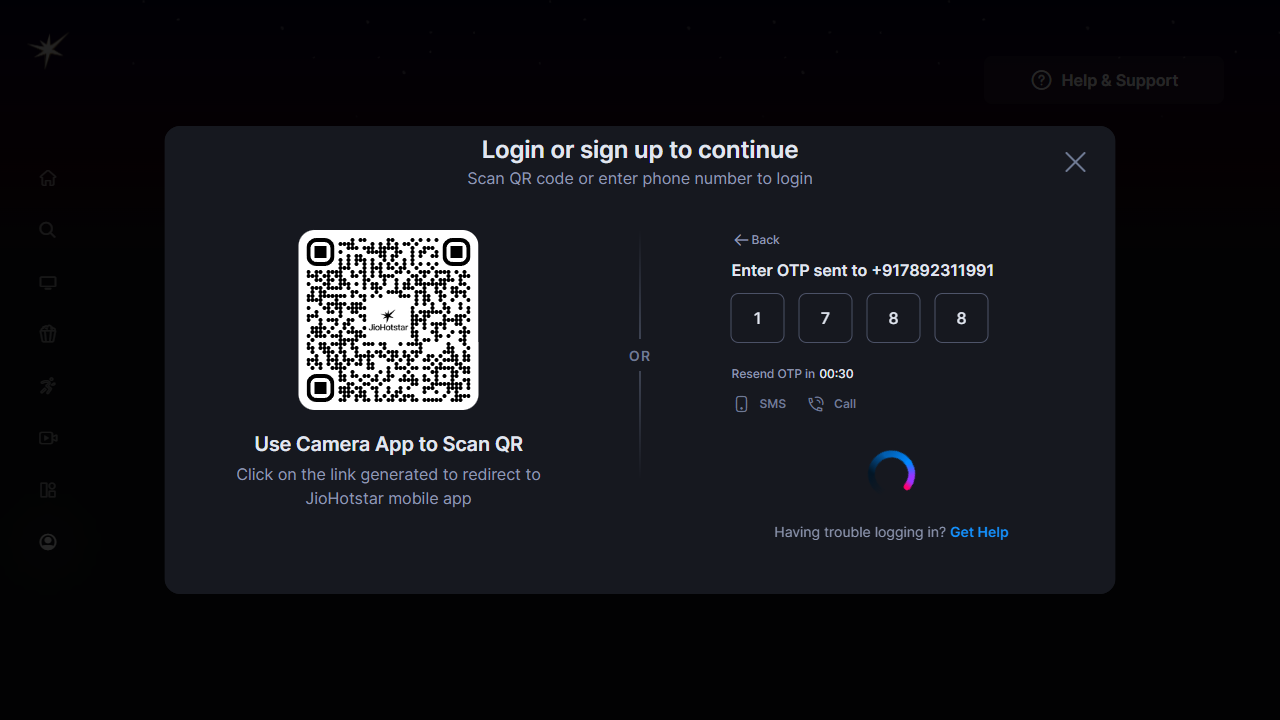 Help & Support
Login or sign up to continue
Scan QR code or enter phone number to login
JioHotstar
Use Camera App to Scan QR
Click on the link generated to redirect to
JioHotstar mobile app
OR
Back
Enter OTP sent to +917892311991
1 7 8 8
Resend OTP in 00:30
SMS Call
Having trouble logging in? Get Help